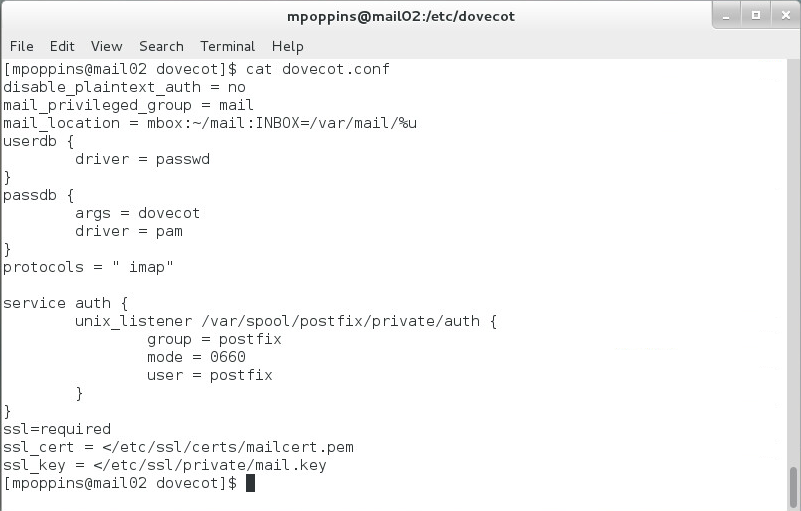 mpoppins@mail02:/etc/dovecot
File Edit View Search Terminal Help
[mpoppins@mail02 dovecot]$ cat dovecot.conf
disable_plaintext_auth = no
mail_privileged_group = mail
mail_location = mbox:~/mail:INBOX=/var/mail/%u
userdb {
        driver = passwd
}
passdb {
        args = dovecot
        driver = pam
}
protocols = " imap"

service auth {
        unix_listener /var/spool/postfix/private/auth {
                group = postfix
                mode = 0660
                user = postfix
        }
}
ssl=required
ssl_cert = </etc/ssl/certs/mailcert.pem
ssl_key = </etc/ssl/private/mail.key
[mpoppins@mail02 dovecot]$